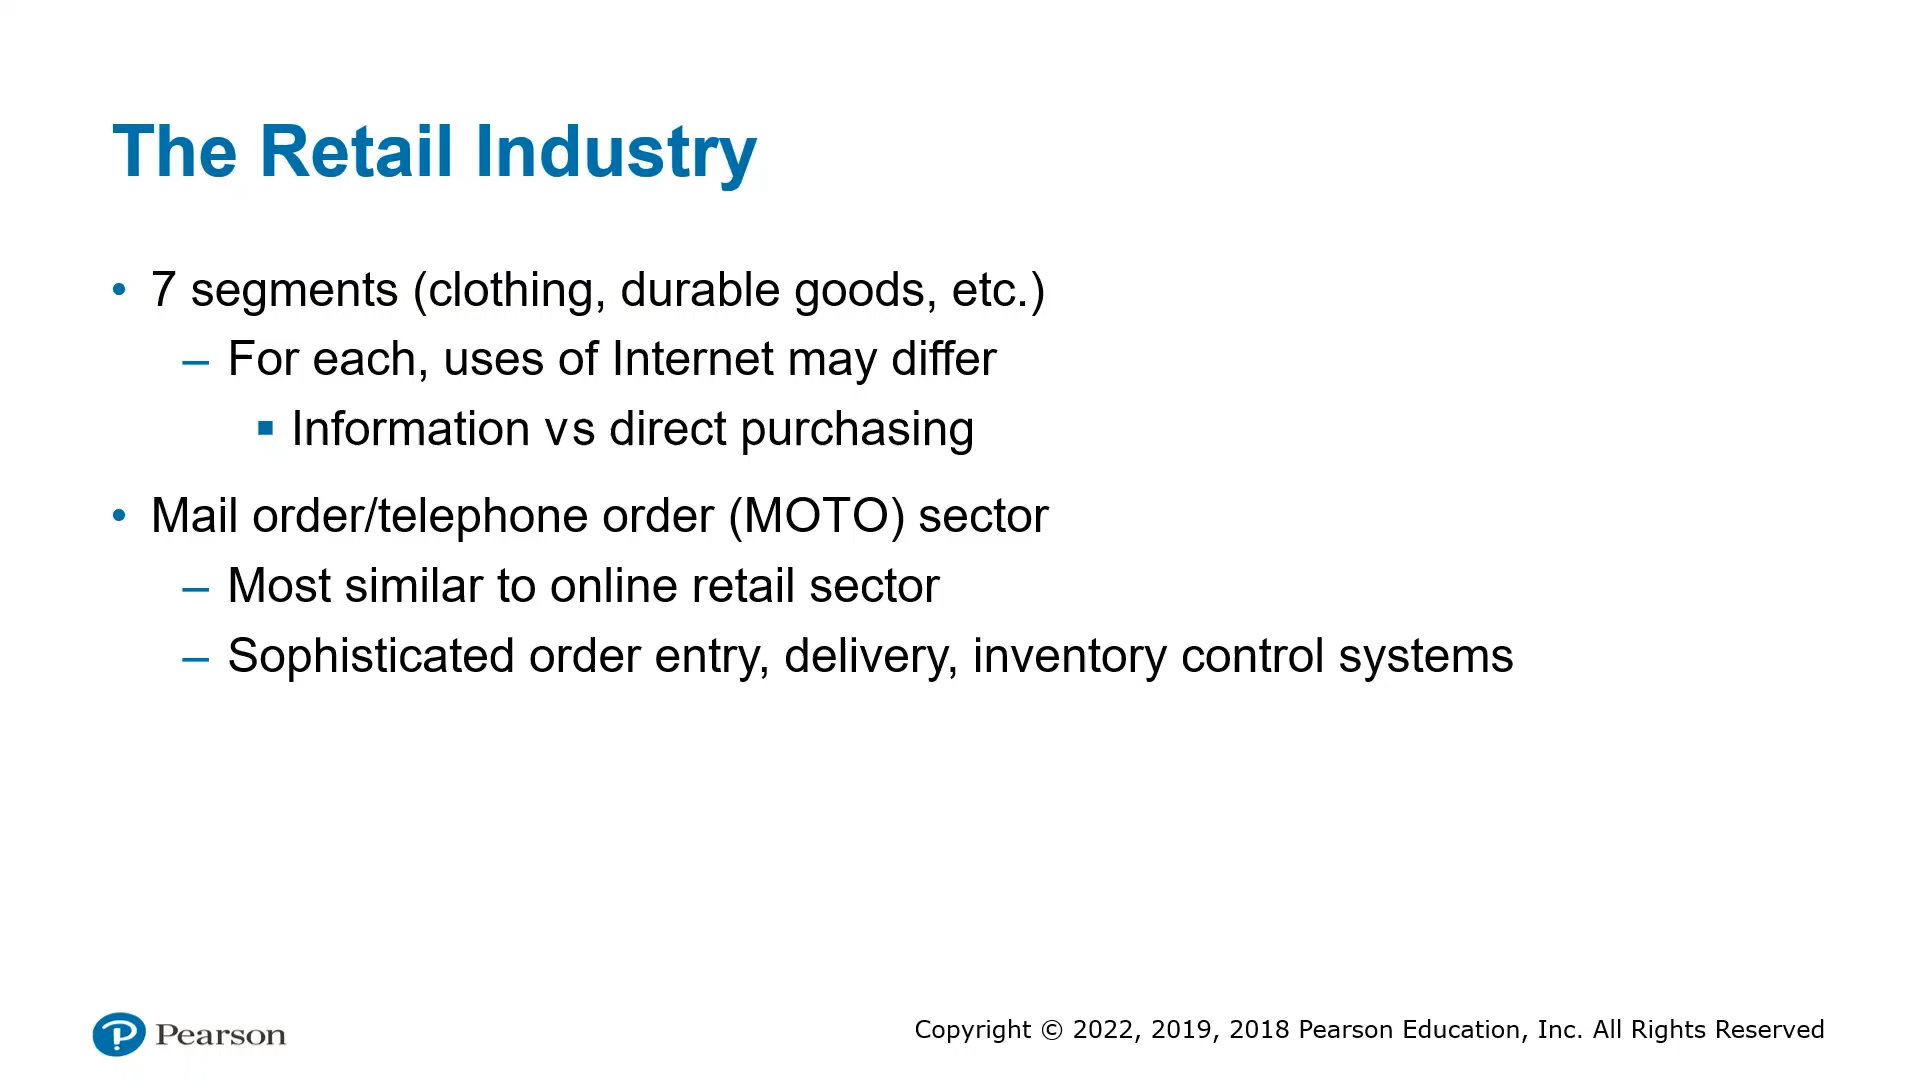 The Retail Industry
• 7 segments (clothing, durable goods, etc.)
– For each, uses of Internet may differ
▪ Information vs direct purchasing
• Mail order/telephone order (MOTO) sector
– Most similar to online retail sector
– Sophisticated order entry, delivery, inventory control systems
Pearson
Copyright © 2022, 2019, 2018 Pearson Education, Inc. All Rights Reserved